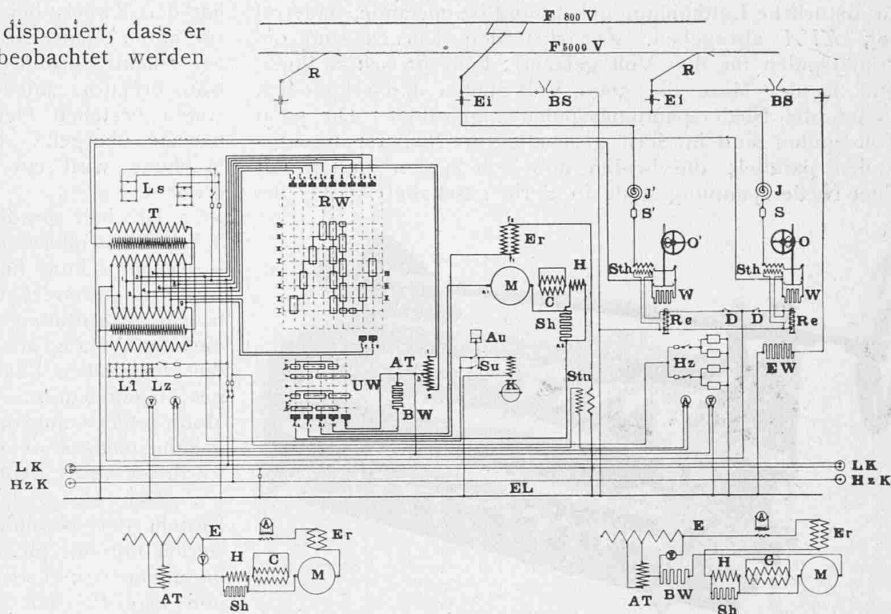 disponiert, dass er
beobachtet werden
F 800 V
F 5000 V
R
Ei
BS
R
Ei
BS
Ls
T
RW
Er
M
C
H
Sh
J'
S'
J
S
O'
O
Sth
W
Sth
W
Re
D D
Re
Au
Su
K
AT
UW
BW
Stu
Hz
EW
L1
Lz
LK
HzK
LK
HzK
EL
E
Er
H
C
M
AT
Sh
E
Er
H
C
M
AT
BW
Sh